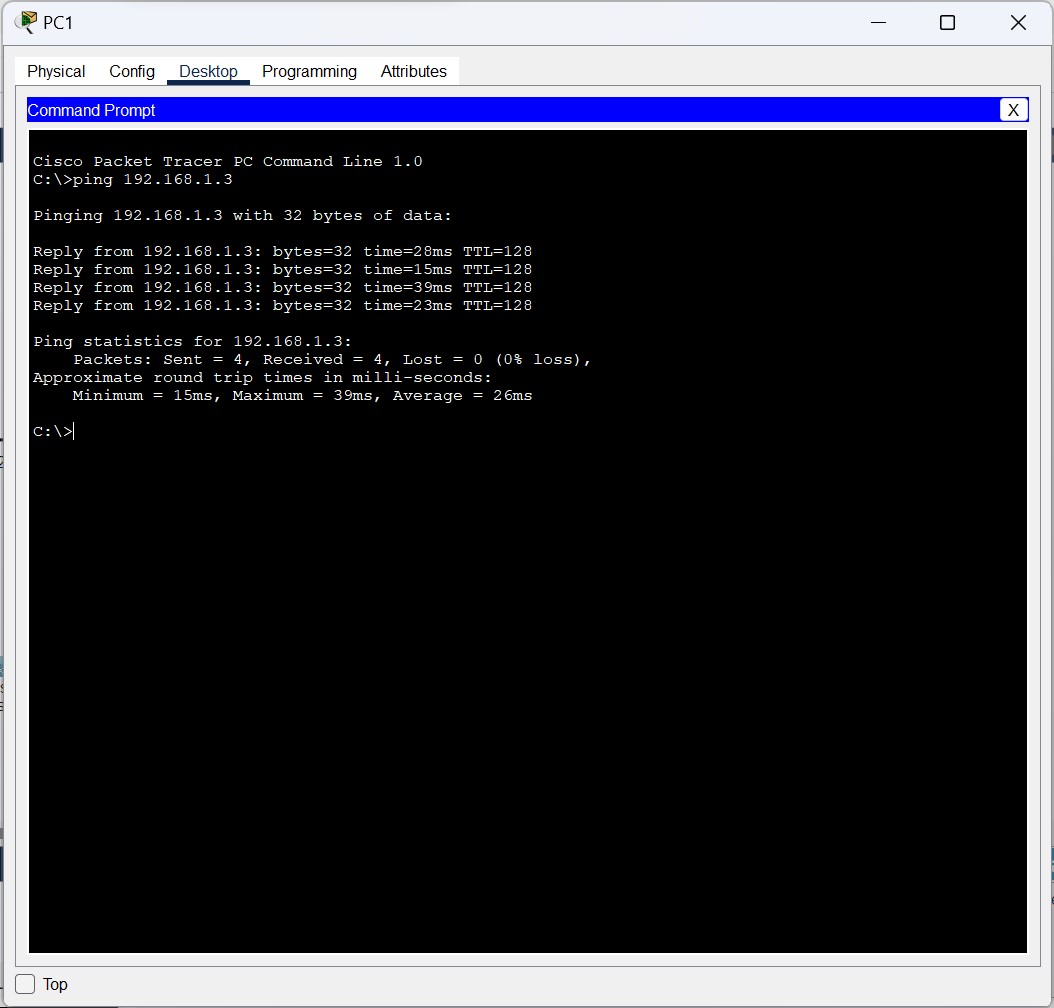 PC1
Physical Config Desktop Programming Attributes
Command Prompt X
Cisco Packet Tracer PC Command Line 1.0
C:\>ping 192.168.1.3
Pinging 192.168.1.3 with 32 bytes of data:
Reply from 192.168.1.3: bytes=32 time=28ms TTL=128
Reply from 192.168.1.3: bytes=32 time=15ms TTL=128
Reply from 192.168.1.3: bytes=32 time=39ms TTL=128
Reply from 192.168.1.3: bytes=32 time=23ms TTL=128
Ping statistics for 192.168.1.3:
Packets: Sent = 4, Received = 4, Lost = 0 (0% loss),
Approximate round trip times in milli-seconds:
Minimum = 15ms, Maximum = 39ms, Average = 26ms
C:\>
Top